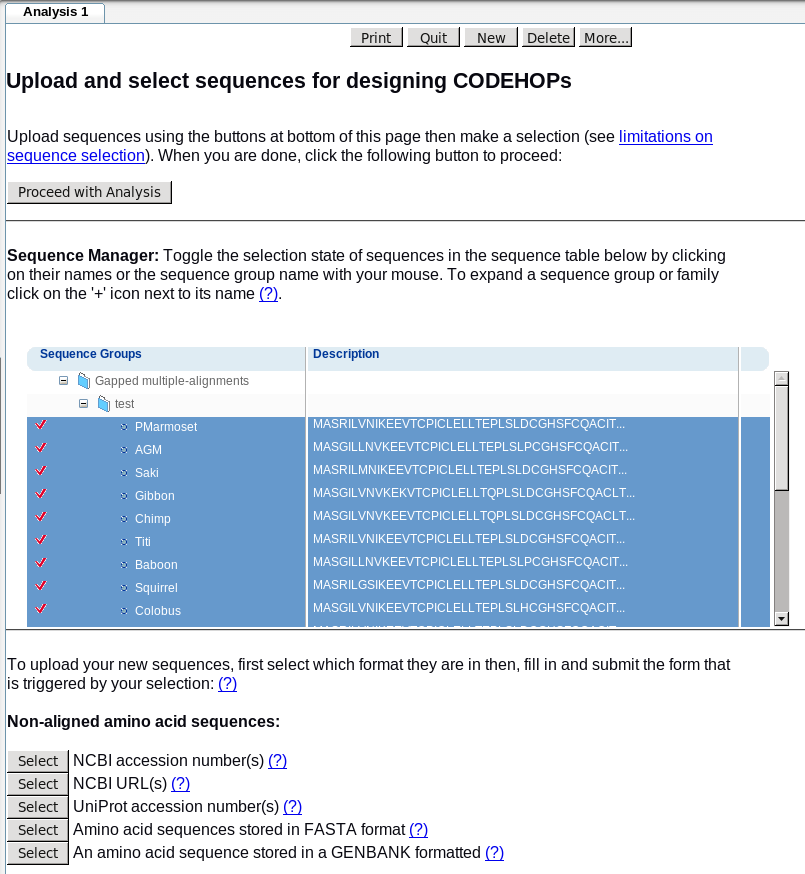 Analysis 1
Print Quit New Delete More...
Upload and select sequences for designing CODEHOPs
Upload sequences using the buttons at bottom of this page then make a selection (see limitations on
sequence selection). When you are done, click the following button to proceed:
Proceed with Analysis
Sequence Manager: Toggle the selection state of sequences in the sequence table below by clicking
on their names or the sequence group name with your mouse. To expand a sequence group or family
click on the '+' icon next to its name (?).
Sequence Groups Description
Gapped multiple-alignments
test
PMarmoset MASRILVNIKEEVTCPICLELLTEPLSLDCGHSFCQACIT...
AGM MASGILLNVKEEVTCPICLELLTEPLSLPCGHSFCQACIT...
Saki MASRILMNIKEEVTCPICLELLTEPLSLDCGHSFCQACIT...
Gibbon MASGILVNVKEKVTCPICLELLTQPLSLDCGHSFCQACLT...
Chimp MASGILVNVKEEVTCPICLELLTQPLSLDCGHSFCQACLT...
Titi MASRILVNIKEEVTCPICLELLTEPLSLDCGHSFCQACIT...
Baboon MASGILLNVKEEVTCPICLELLTEPLSLPCGHSFCQACIT...
Squirrel MASRILGSIKEEVTCPICLELLTEPLSLDCGHSFCQACIT...
Colobus MASGILVNIKEEVTCPICLELLTEPLSLHCGHSFCQACIT...
To upload your new sequences, first select which format they are in then, fill in and submit the form that
is triggered by your selection: (?)
Non-aligned amino acid sequences:
Select NCBI accession number(s) (?)
Select NCBI URL(s) (?)
Select UniProt accession number(s) (?)
Select Amino acid sequences stored in FASTA format (?)
Select An amino acid sequence stored in a GENBANK formatted (?)